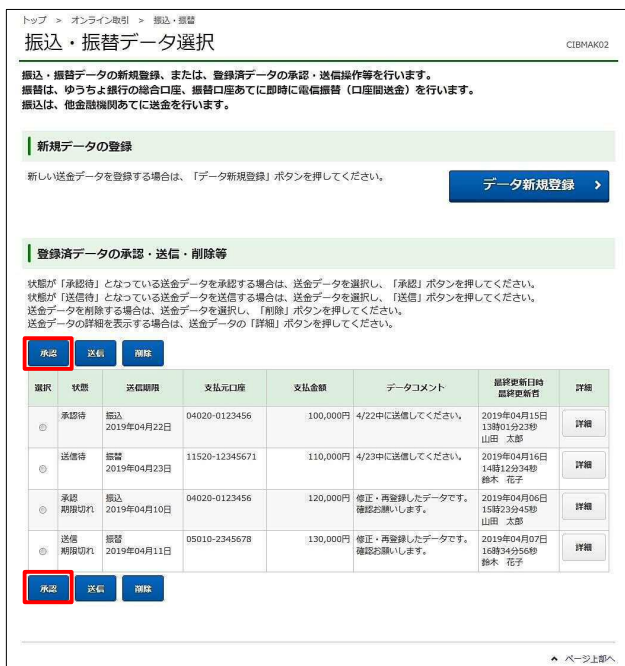 トップ > オンライン取引 > 振込・振替
振込・振替データ選択
CIBMAK02
振込・振替データの新規登録、または、登録済データの承認・送信操作等を行います。
振替は、ゆうちょ銀行の総合口座、振替口座あてに即時に電信振替（口座間送金）を行います。
振込は、他金融機関あてに送金を行います。
新規データの登録
新しい送金データを登録する場合は、「データ新規登録」ボタンを押してください。
データ新規登録
登録済データの承認・送信・削除等
状態が「承認待」となっている送金データを承認する場合は、送金データを選択し、「承認」ボタンを押してください。
状態が「送信待」となっている送金データを送信する場合は、送金データを選択し、「送信」ボタンを押してください。
送金データを削除する場合は、送金データを選択し、「削除」ボタンを押してください。
送金データの詳細を表示する場合は、送金データの「詳細」ボタンを押してください。
承認 送信 削除
選択 状態 送信期限 支払元口座 支払金額 データコメント 最終更新日時 詳細
最終更新者
承認待 振込 04020-0123456 100,000円 4/22中に送信してください。 2019年04月15日 詳細
2019年04月22日 13時01分23秒
山田 太郎
送信待 振替 11520-12345671 110,000円 4/23中に送信してください。 2019年04月16日 詳細
2019年04月23日 14時12分34秒
鈴木 花子
承認 振込 04020-0123456 120,000円 修正・再登録したデータです。 2019年04月06日 詳細
期限切れ 2019年04月10日 確認お願いします。 15時23分45秒
山田 太郎
送信 振替 05010-2345678 130,000円 修正・再登録したデータです。 2019年04月07日 詳細
期限切れ 2019年04月11日 確認お願いします。 16時34分56秒
鈴木 花子
承認 送信 削除
ページ上部へ